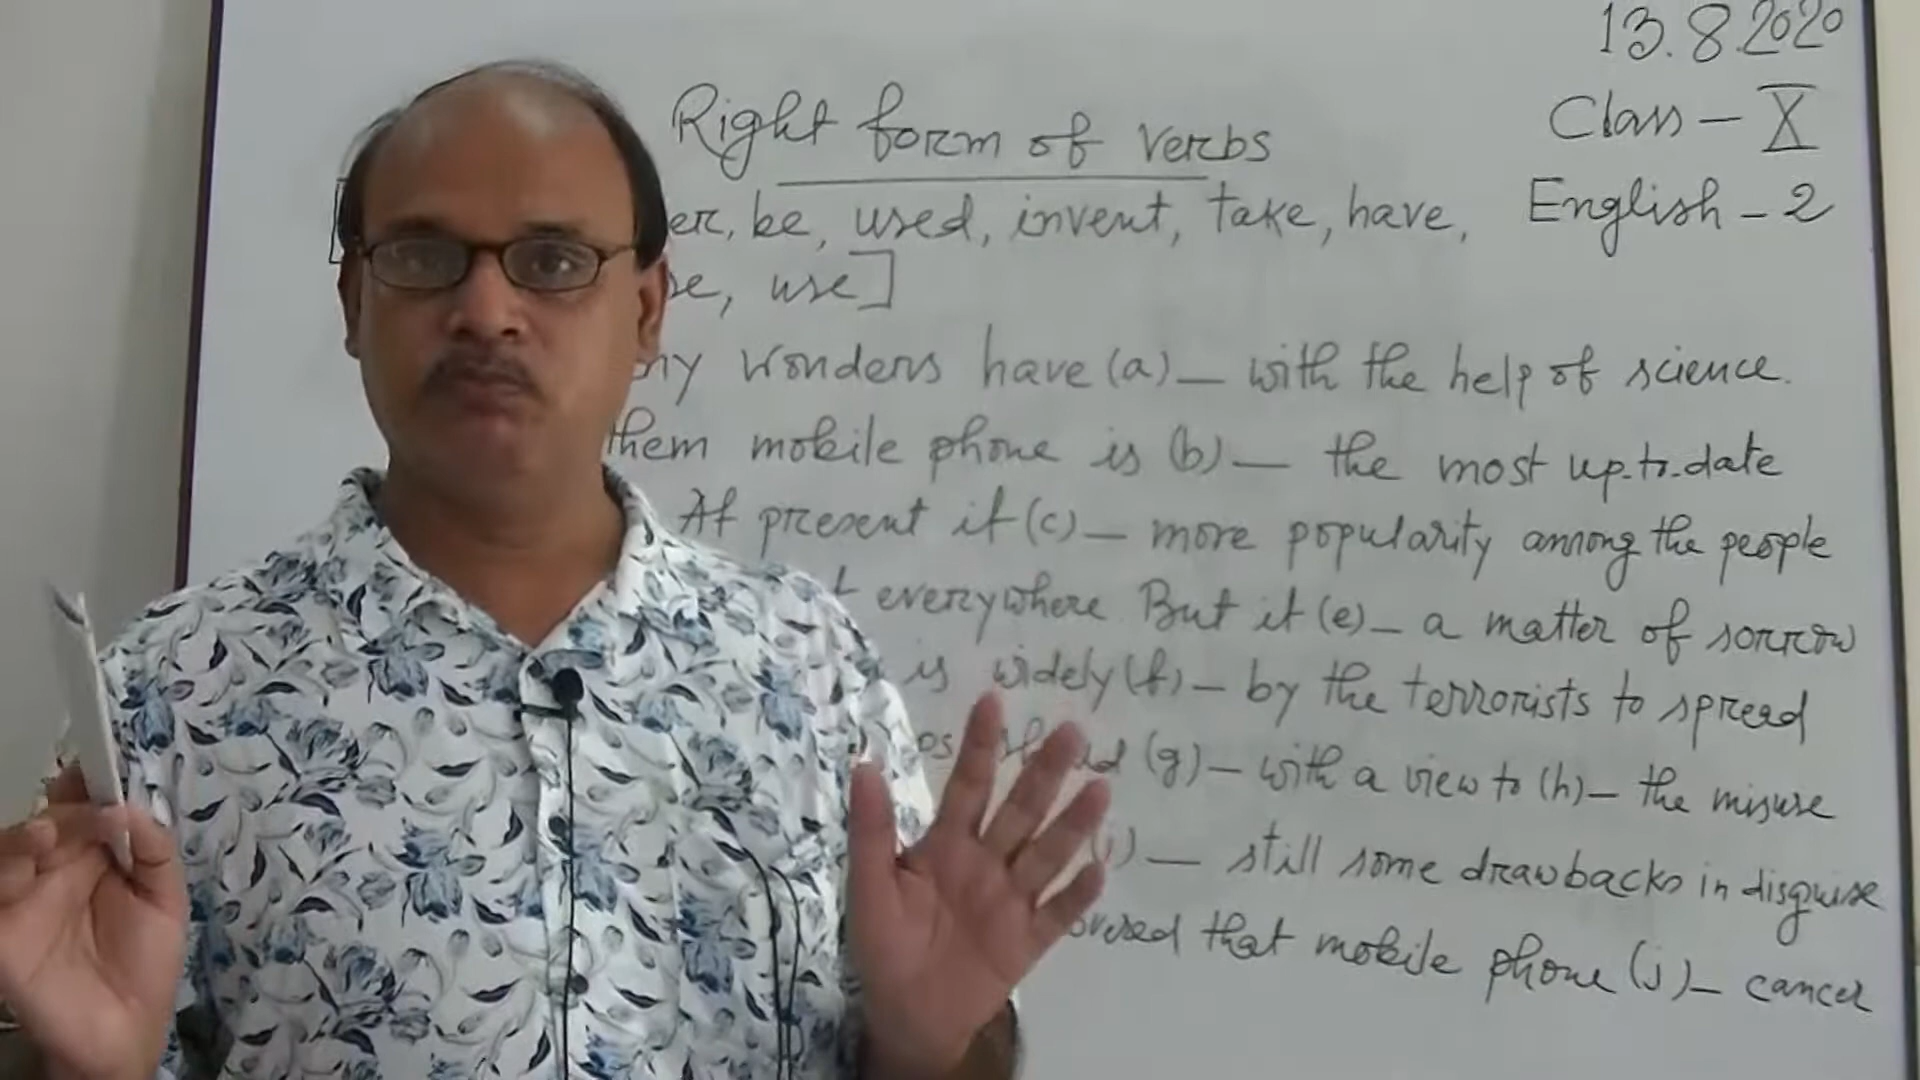 13.8.2020
Right form of verbs
Class - X
be, used, invent, take, have,
English - 2
use]
wonders have (a) — with the help of science.
them mobile phone is (b) — the most up-to-date
At present it (c) — more popularity among the people
everywhere. But it (e) — a matter of sorrow
is widely (f) — by the terrorists to spread
(g) — with a view to (h) — the misuse
(i) — still some drawbacks in disguise
that mobile phone (j) — cancer